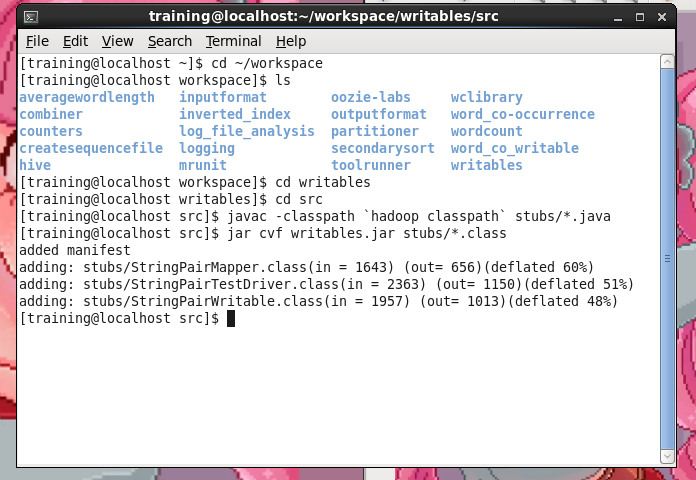 training@localhost:~/workspace/writables/src
File Edit View Search Terminal Help
[training@localhost ~]$ cd ~/workspace
[training@localhost workspace]$ ls
averagewordlength inputformat oozie-labs wclibrary
combiner inverted_index outputformat word_co-occurrence
counters log_file_analysis partitioner wordcount
createsequencefile logging secondarysort word_co_writable
hive mrunit toolrunner writables
[training@localhost workspace]$ cd writables
[training@localhost writables]$ cd src
[training@localhost src]$ javac -classpath `hadoop classpath` stubs/*.java
[training@localhost src]$ jar cvf writables.jar stubs/*.class
added manifest
adding: stubs/StringPairMapper.class(in = 1643) (out= 656)(deflated 60%)
adding: stubs/StringPairTestDriver.class(in = 2363) (out= 1150)(deflated 51%)
adding: stubs/StringPairWritable.class(in = 1957) (out= 1013)(deflated 48%)
[training@localhost src]$